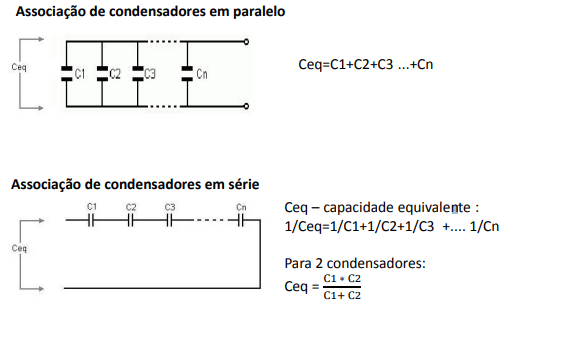 Associação de condensadores em paralelo
Ceq
C1
C2
C3
Cn
Ceq=C1+C2+C3 ...+Cn
Associação de condensadores em série
C1
C2
C3
Cn
Ceq
Ceq – capacidade equivalente :
1/Ceq=1/C1+1/C2+1/C3 +.... 1/Cn
Para 2 condensadores:
Ceq = C1 * C2 / C1+ C2